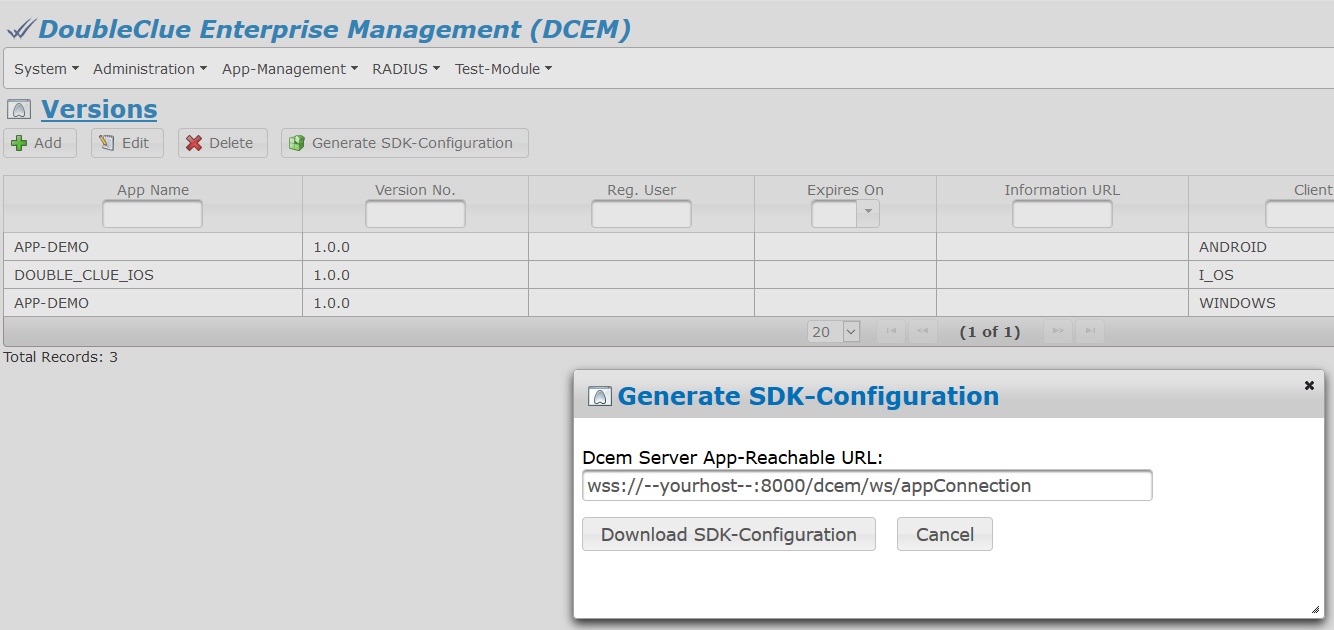 DoubleClue Enterprise Management (DCEM)
System Administration App-Management RADIUS Test-Module
Versions
Add Edit Delete Generate SDK-Configuration
App Name Version No. Reg. User Expires On Information URL Client
APP-DEMO 1.0.0 ANDROID
DOUBLE_CLUE_IOS 1.0.0 I_OS
APP-DEMO 1.0.0 WINDOWS
20 (1 of 1)
Total Records: 3
Generate SDK-Configuration
Dcem Server App-Reachable URL:
wss://--yourhost--:8000/dcem/ws/appConnection
Download SDK-Configuration Cancel